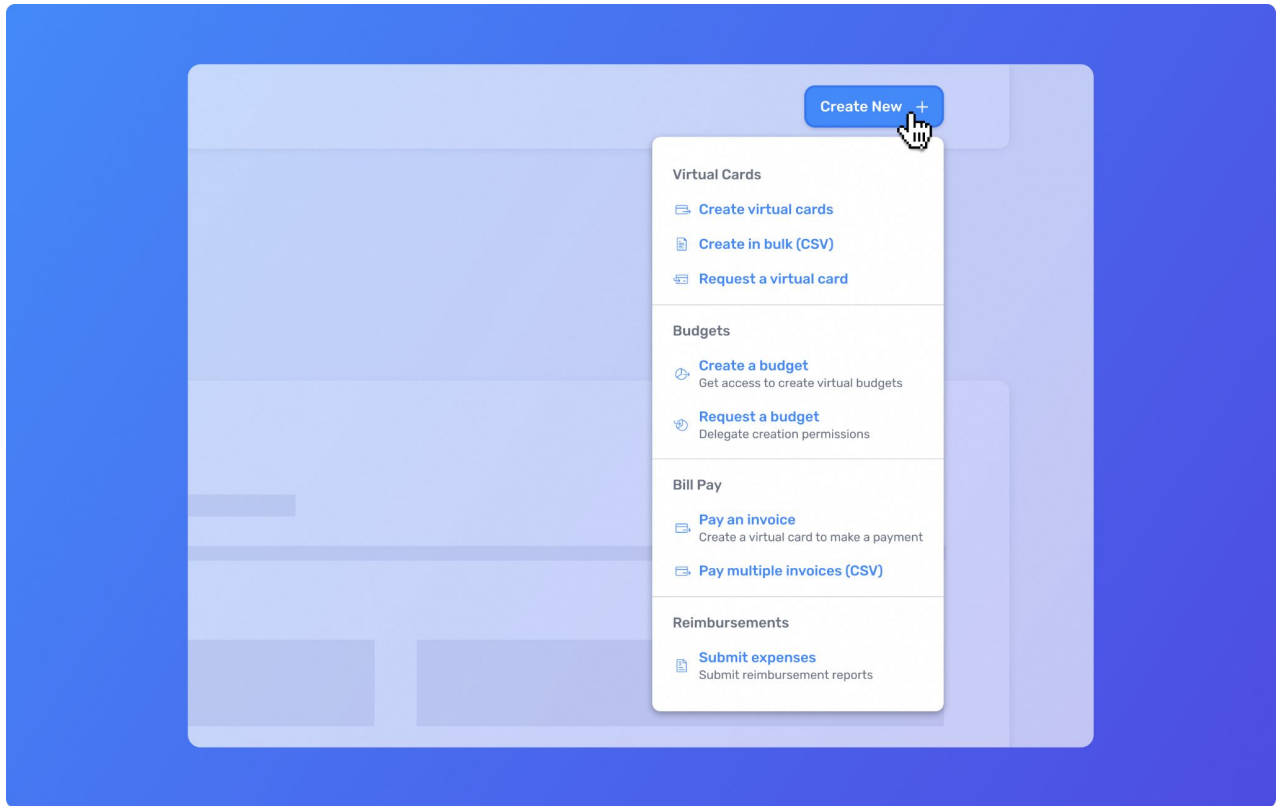 Create New +
Virtual Cards
Create virtual cards
Create in bulk (CSV)
Request a virtual card
Budgets
Create a budget
Get access to create virtual budgets
Request a budget
Delegate creation permissions
Bill Pay
Pay an invoice
Create a virtual card to make a payment
Pay multiple invoices (CSV)
Reimbursements
Submit expenses
Submit reimbursement reports